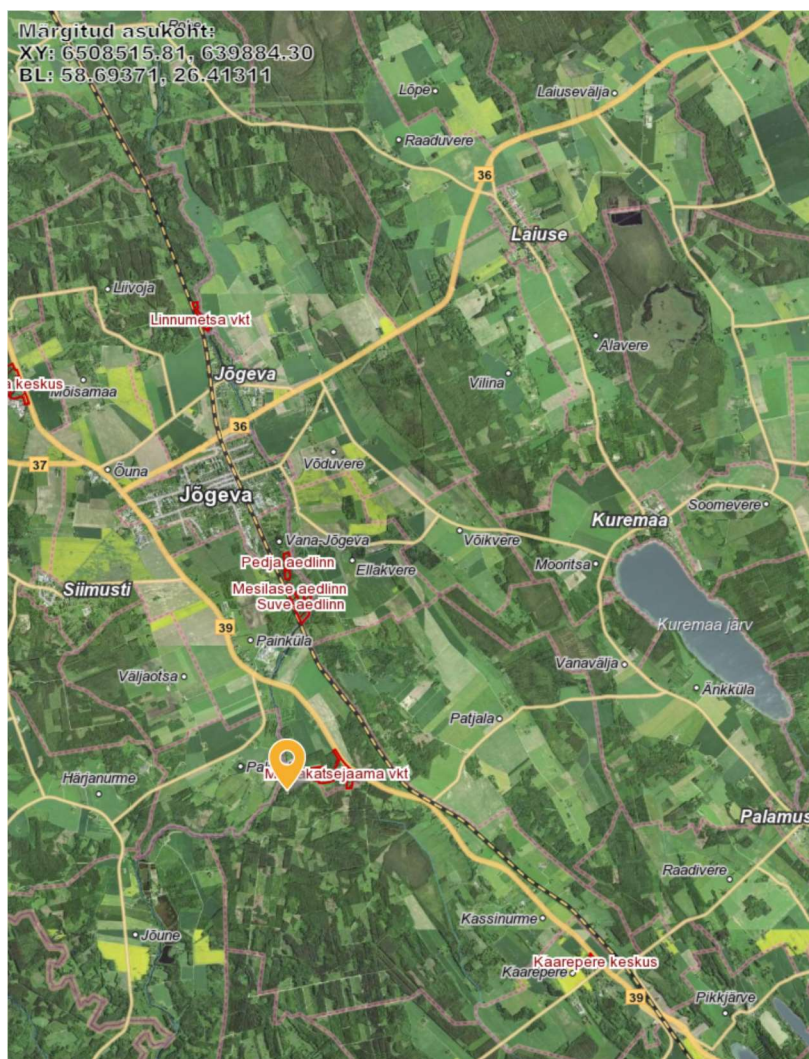 Märgitud asukoht:
XY: 6508515.81, 639884.30
BL: 58.69371, 26.41311
Lõpe
Laiusevälja
Raaduvere
36
Laiuse
Liivoja
Linnumetsa vkt
Alavere
Jõgeva
Vilina
keskus
Mõisamaa
36
Võduvere
37
Õuna
Jõgeva
Soomevere
Kuremaa
Vana-Jõgeva
Võikvere
Pedja aedlinn
Ellakvere
Mooritsa
Siimusti
Mesilase aedlinn
Suve aedlinn
Kuremaa järv
39
Painküla
Väljaotsa
Vanavälja
Änkküla
Patjala
Härjanurme
vkt
Raadivere
Kassinurme
Jõune
Kaarepere keskus
Kaarepere
39
Pikkjärve